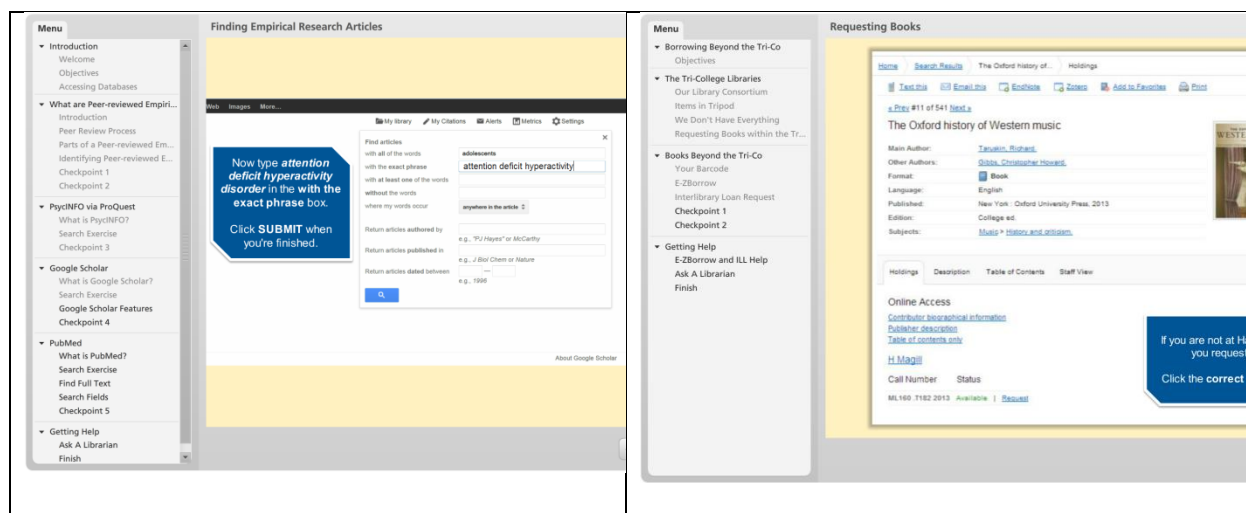 Menu
Finding Empirical Research Articles
Introduction
Welcome
Objectives
Accessing Databases
What are Peer-reviewed Empiri...
Introduction
Peer Review Process
Parts of a Peer-reviewed Em...
Identifying Peer-reviewed E...
Checkpoint 1
Checkpoint 2
PsycINFO via ProQuest
What is PsycINFO?
Search Exercise
Checkpoint 3
Google Scholar
What is Google Scholar?
Search Exercise
Google Scholar Features
Checkpoint 4
PubMed
What is PubMed?
Search Exercise
Find Full Text
Search Fields
Checkpoint 5
Getting Help
Ask A Librarian
Finish
Web Images More...
My library My Citations Alerts Metrics Settings
Now type attention
deficit hyperactivity
disorder in the with the
exact phrase box.
Click SUBMIT when
you're finished.
Find articles
with all of the words adolescents
with the exact phrase attention deficit hyperactivity
with at least one of the words
without the words
where my words occur anywhere in the article
Return articles authored by
e.g., "PJ Hayes" or McCarthy
Return articles published in
e.g., J Biol Chem or Nature
Return articles dated between —
e.g., 1996
About Google Scholar
Menu
Requesting Books
Borrowing Beyond the Tri-Co
Objectives
The Tri-College Libraries
Our Library Consortium
Items in Tripod
We Don't Have Everything
Requesting Books within the Tr...
Books Beyond the Tri-Co
Your Barcode
E-ZBorrow
Interlibrary Loan Request
Checkpoint 1
Checkpoint 2
Getting Help
E-ZBorrow and ILL Help
Ask A Librarian
Finish
Home Search Results The Oxford history of... Holdings
Text this Email this EndNote Zotero Add to Favorites Print
« Prev #11 of 541 Next »
The Oxford history of Western music
Main Author: Taruskin, Richard.
Other Authors: Gibbs, Christopher Howard.
Format: Book
Language: English
Published: New York : Oxford University Press, 2013
Edition: College ed.
Subjects: Music > History and criticism.
Holdings Description Table of Contents Staff View
Online Access
Contributor biographical information
Publisher description
Table of contents only
H Magill
Call Number Status
ML160 .T182 2013 Available | Request
If you are not at Ha
you request
Click the correct